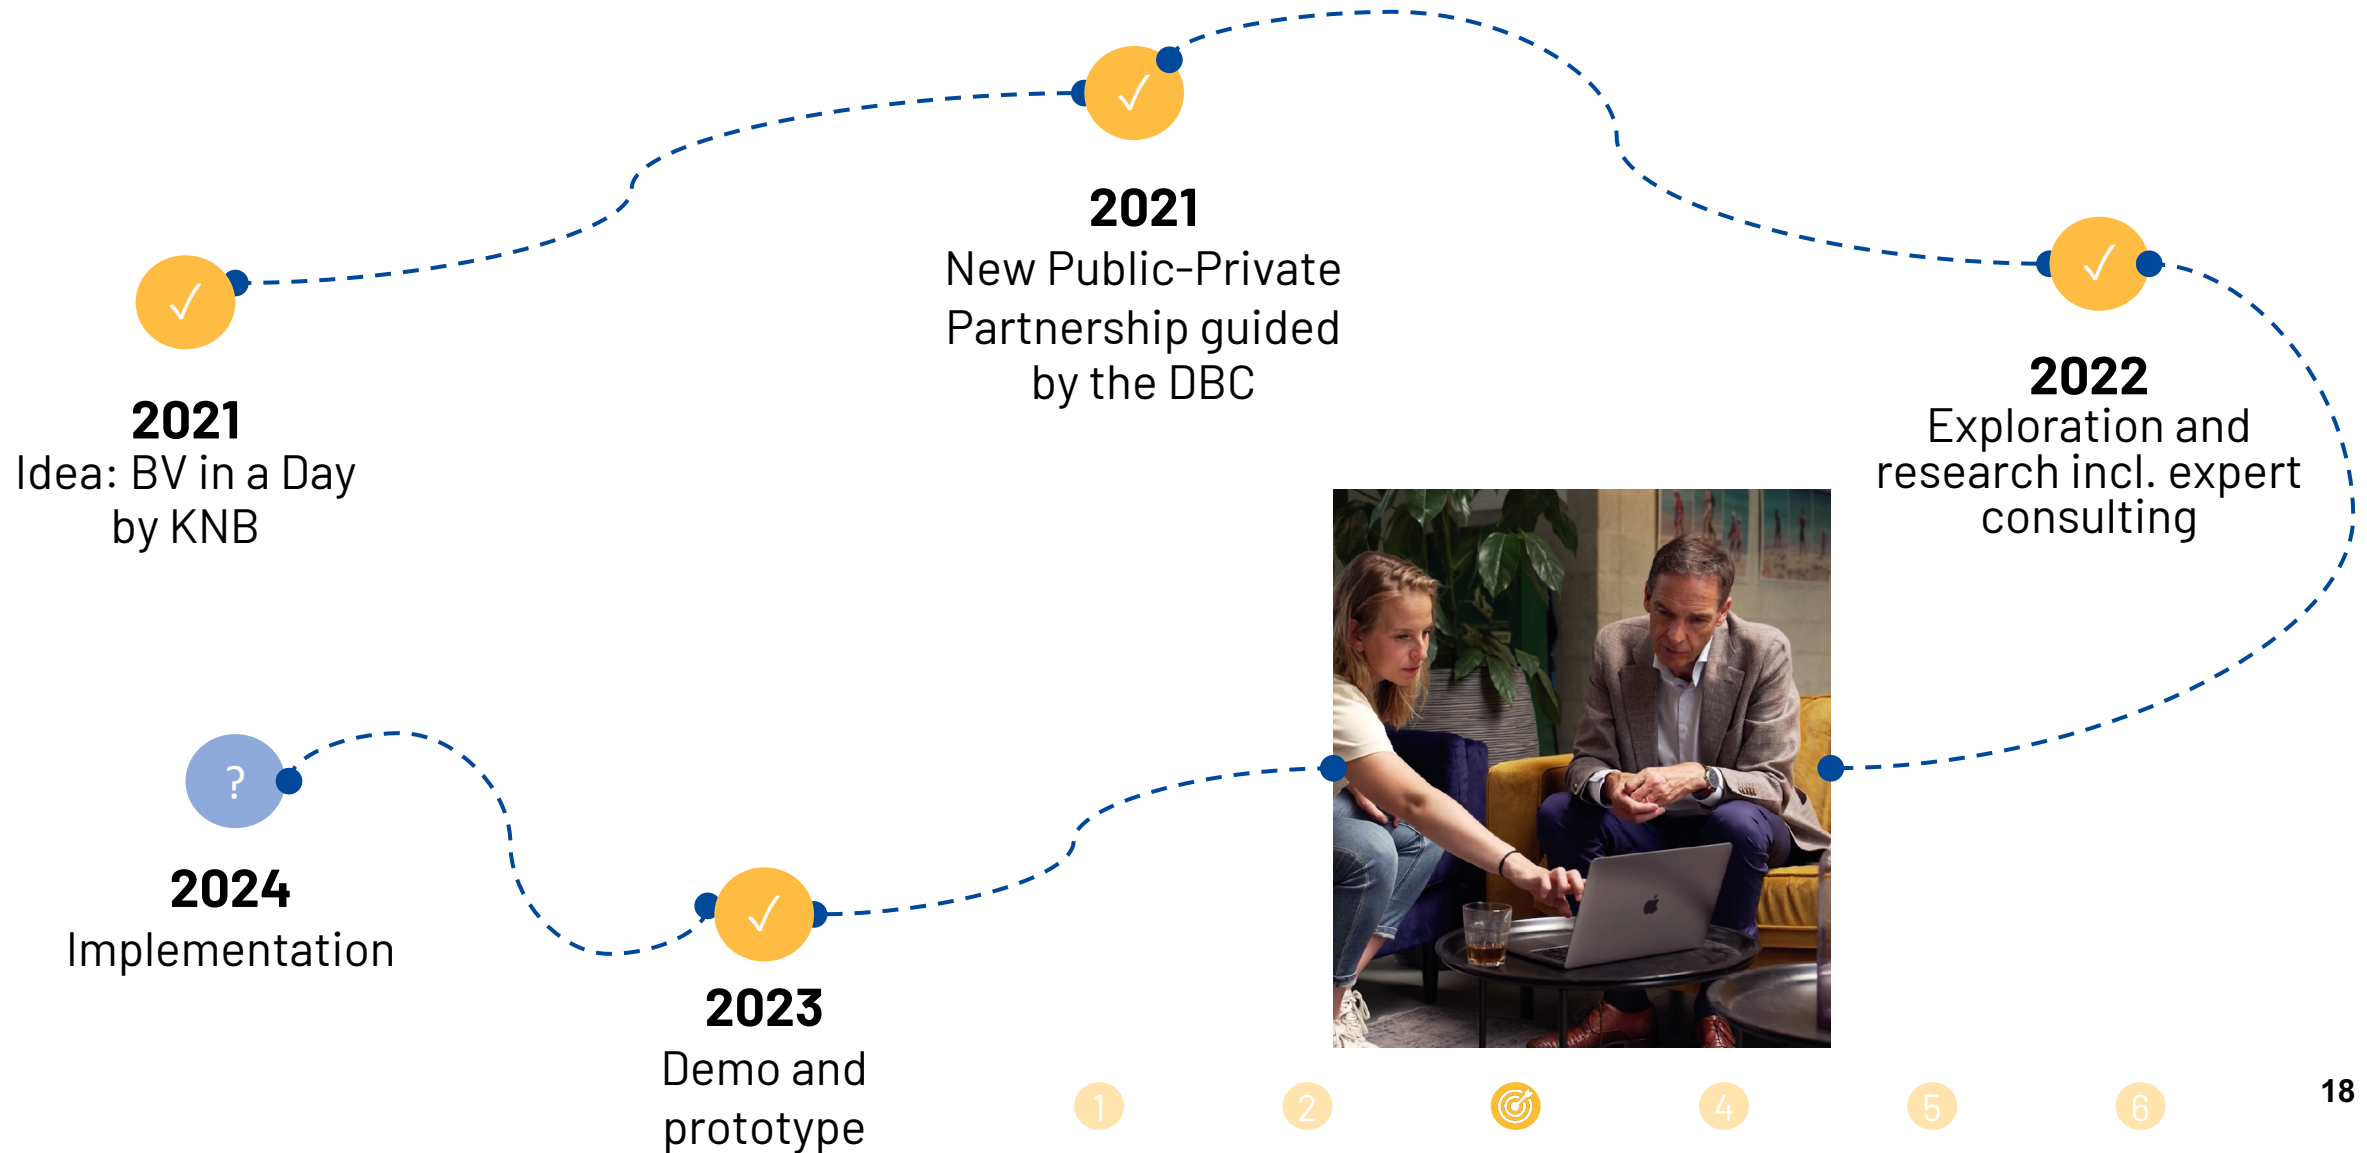 ✓
2021
Idea: BV in a Day
by KNB
✓
2021
New Public-Private
Partnership guided
by the DBC
✓
2022
Exploration and
research incl. expert
consulting
✓
2023
Demo and
prototype
?
2024
Implementation
1
2
4
5
6
18